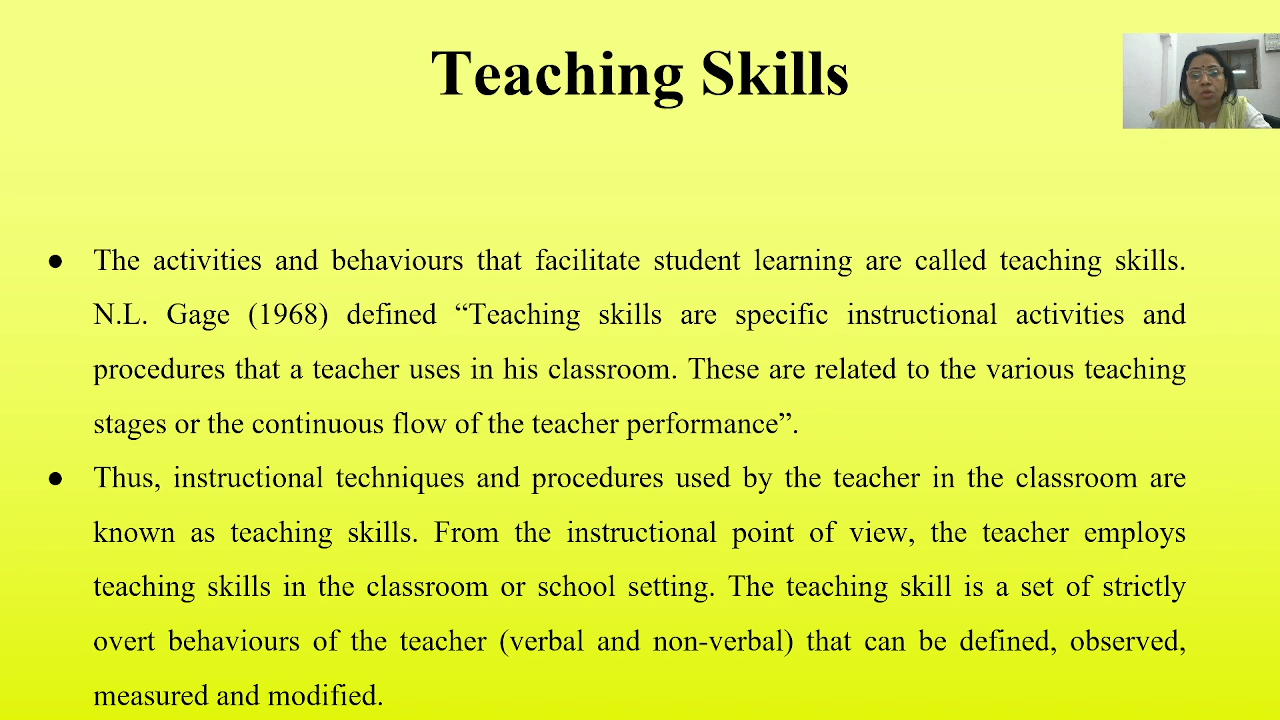 Teaching Skills
● The activities and behaviours that facilitate student learning are called teaching skills.
N.L. Gage (1968) defined “Teaching skills are specific instructional activities and
procedures that a teacher uses in his classroom. These are related to the various teaching
stages or the continuous flow of the teacher performance”.
● Thus, instructional techniques and procedures used by the teacher in the classroom are
known as teaching skills. From the instructional point of view, the teacher employs
teaching skills in the classroom or school setting. The teaching skill is a set of strictly
overt behaviours of the teacher (verbal and non-verbal) that can be defined, observed,
measured and modified.